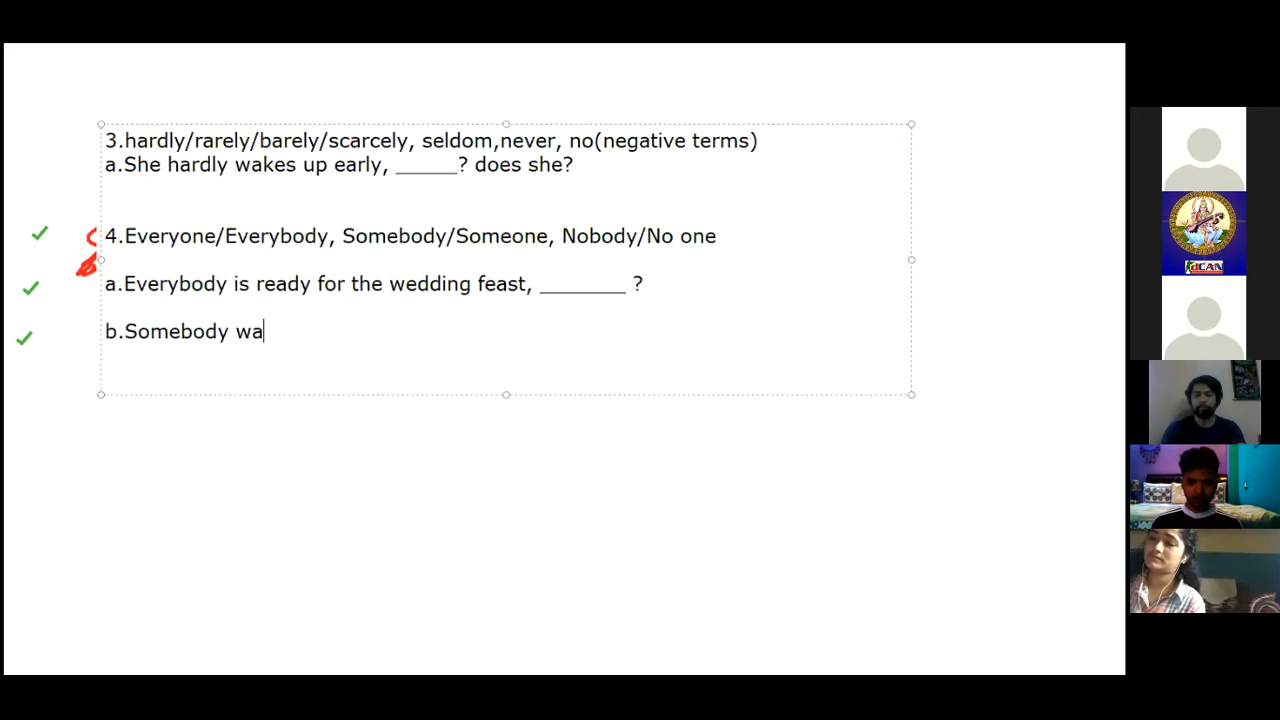 3.hardly/rarely/barely/scarcely, seldom,never, no(negative terms)
a.She hardly wakes up early, ______? does she?
4.Everyone/Everybody, Somebody/Someone, Nobody/No one
a.Everybody is ready for the wedding feast, ________ ?
b.Somebody wa
dCAN